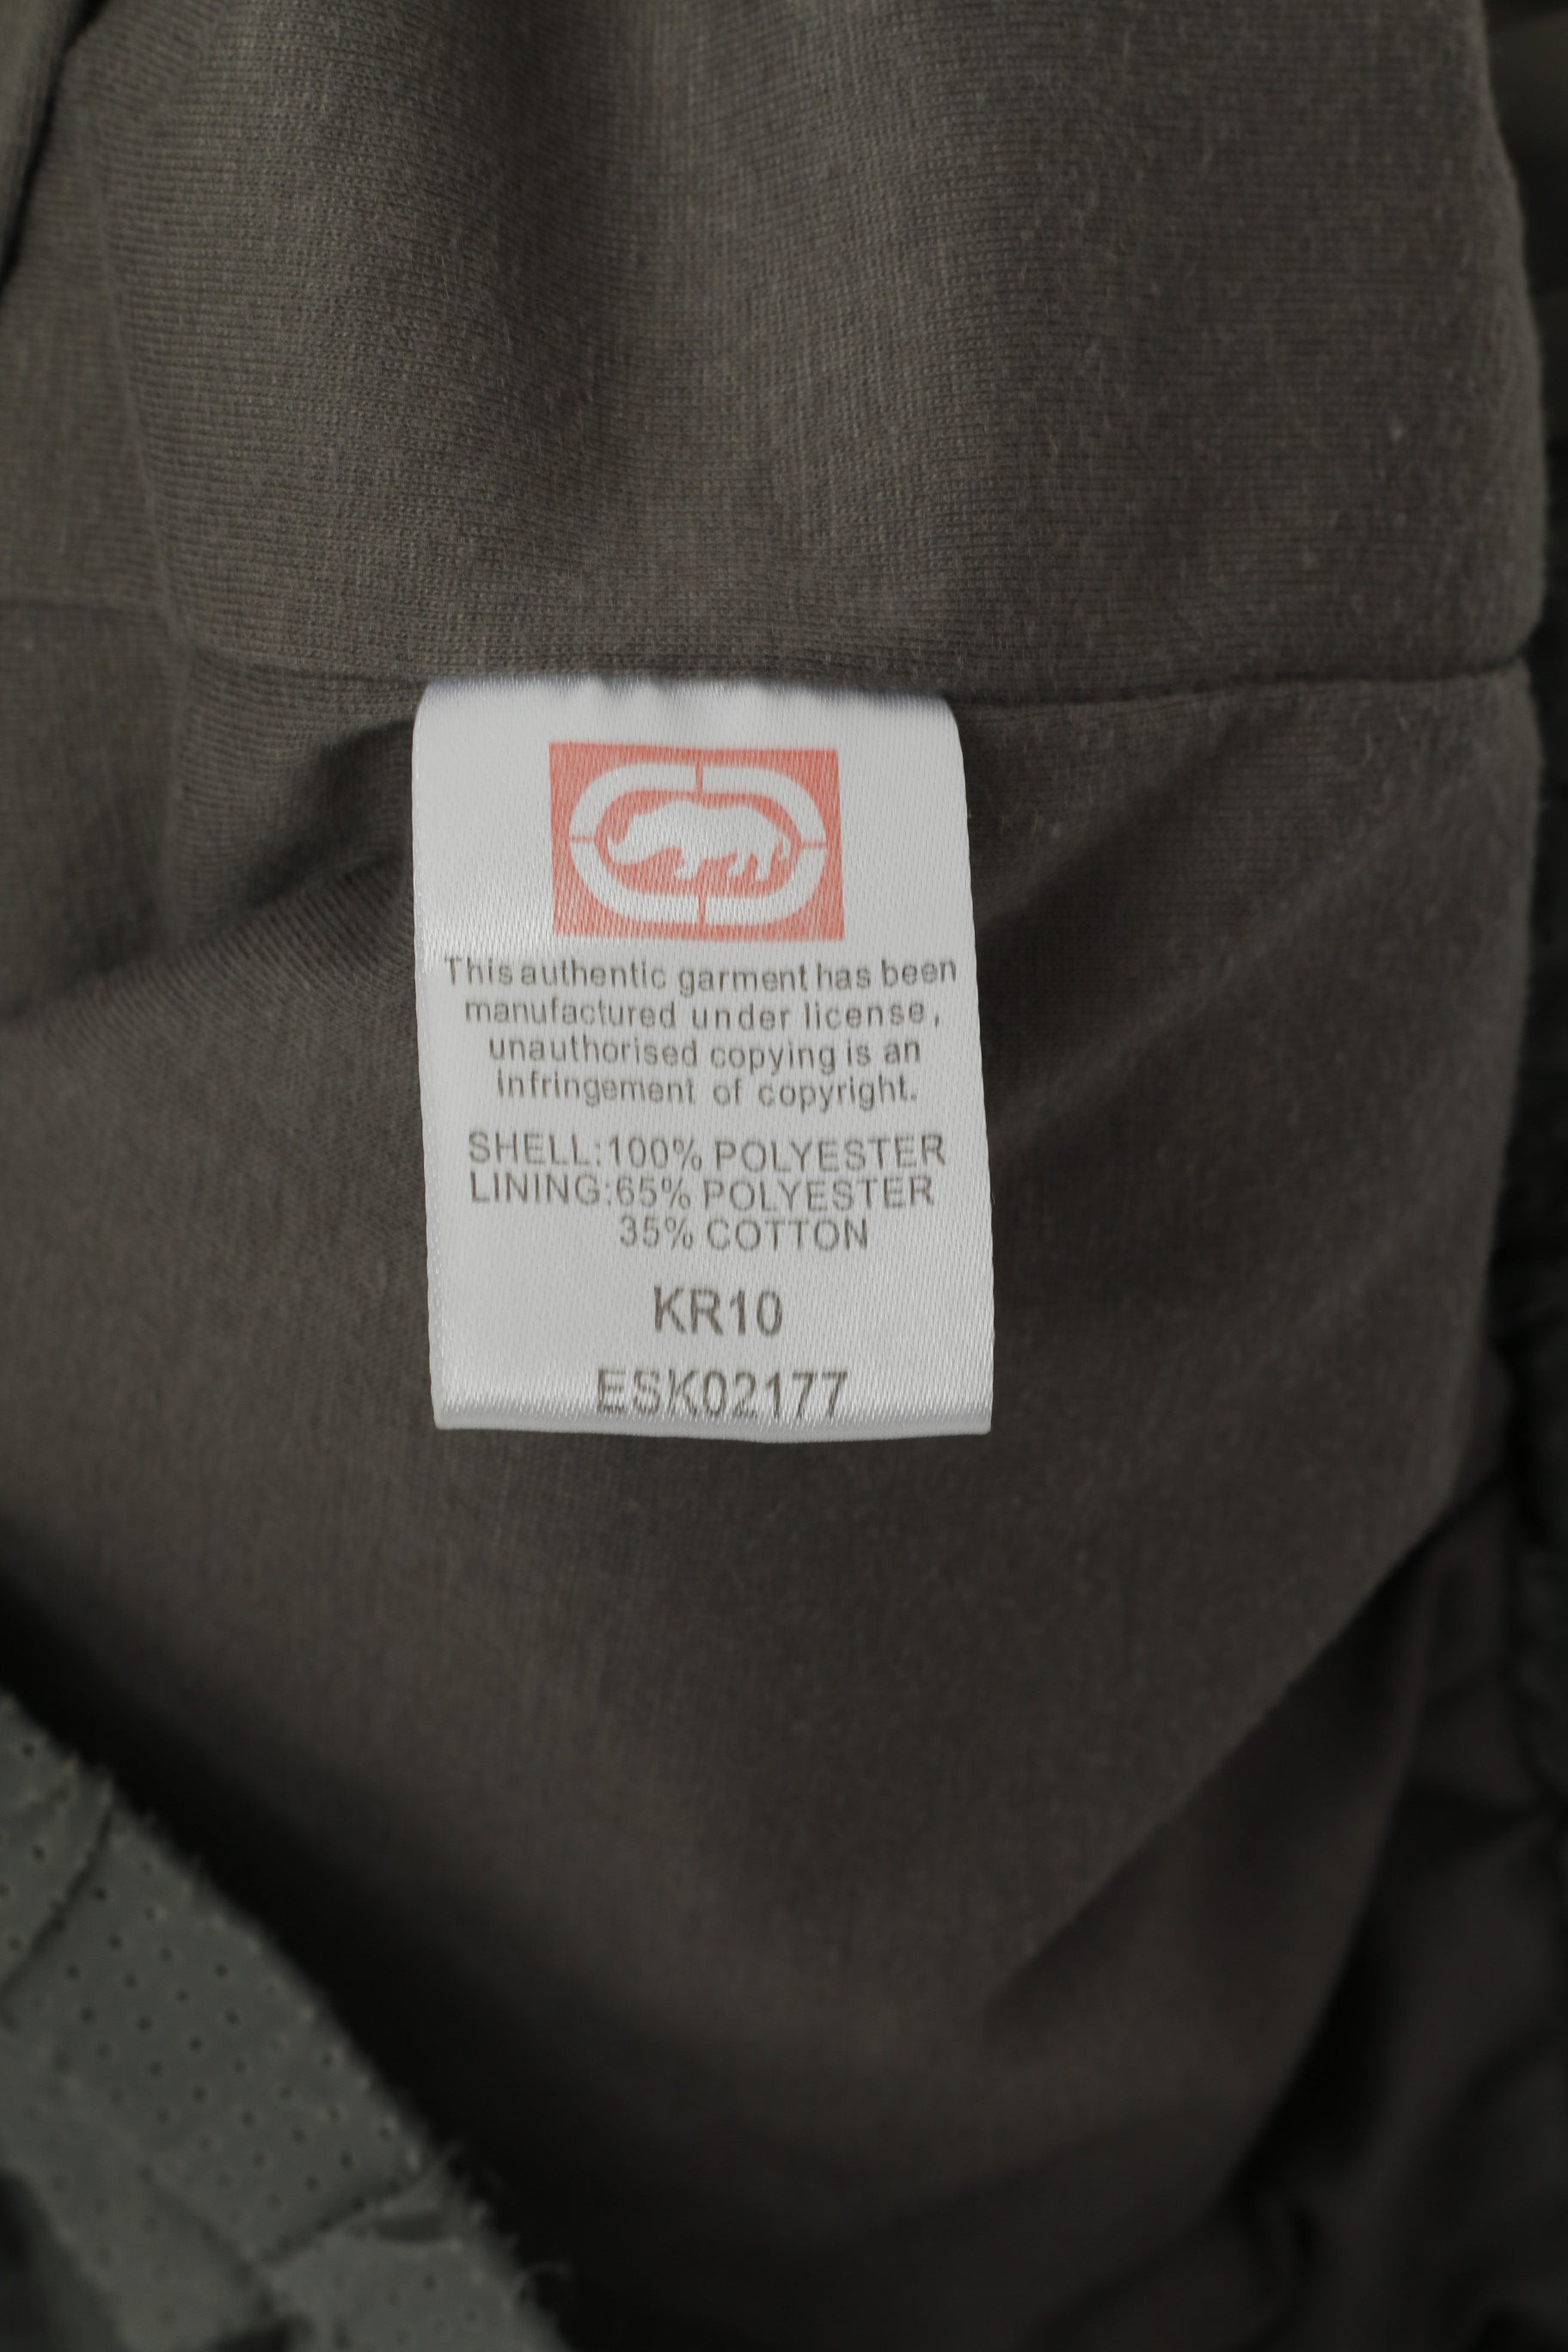 This authentic garment has been
manufactured under license,
unauthorised copying is an
infringement of copyright.
SHELL:100% POLYESTER
LINING:65% POLYESTER
35% COTTON
KR10
ESK02177